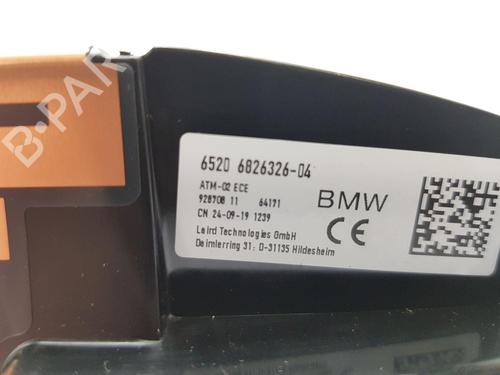 B-PAR
6520 6826326-04
ATM-02 ECE
928708 11 64171
CN 24-09-19 1239
BMW
CE
Laird Technologies GmbH
Daimlerring 31; D-31135 Hildesheim